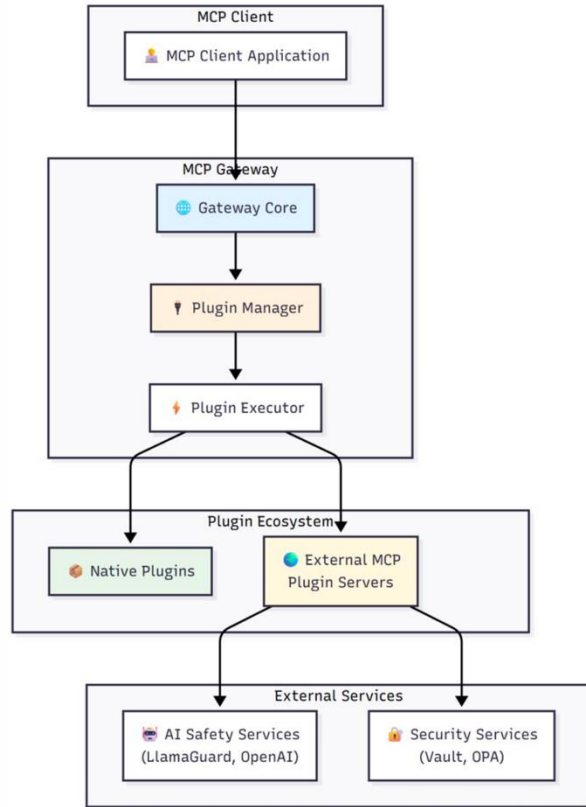 MCP Client
MCP Client Application
MCP Gateway
Gateway Core
Plugin Manager
Plugin Executor
Plugin Ecosystem
Native Plugins
External MCP
Plugin Servers
External Services
AI Safety Services
(LlamaGuard, OpenAI)
Security Services
(Vault, OPA)